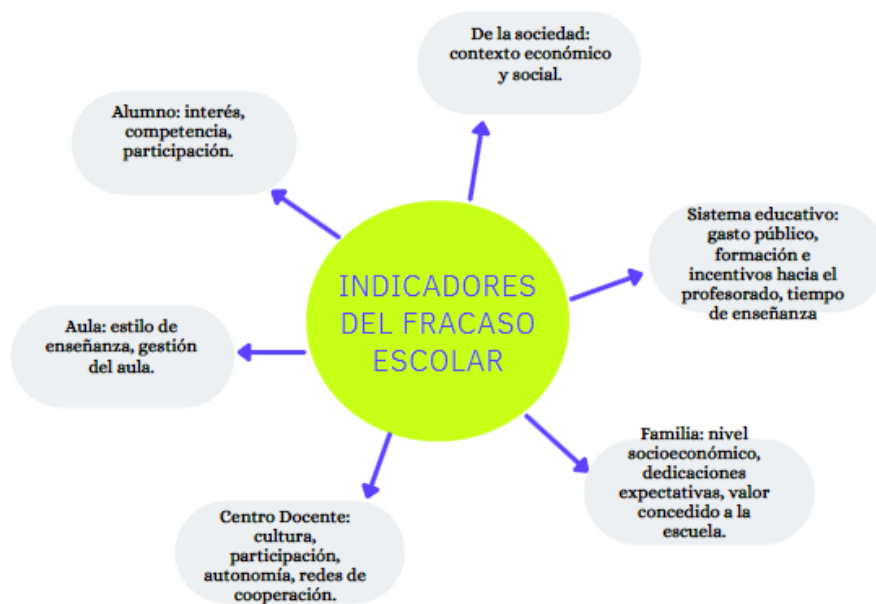 De la sociedad:
contexto económico
y social.
Alumno: interés,
competencia,
participación.
Sistema educativo:
gasto público,
formación e
incentivos hacia el
profesorado, tiempo
de enseñanza
INDICADORES
DEL FRACASO
ESCOLAR
Aula: estilo de
enseñanza, gestión
del aula.
Familia: nivel
socioeconómico,
dedicaciones
expectativas, valor
concedido a la
escuela.
Centro Docente:
cultura,
participación,
autonomía, redes de
cooperación.